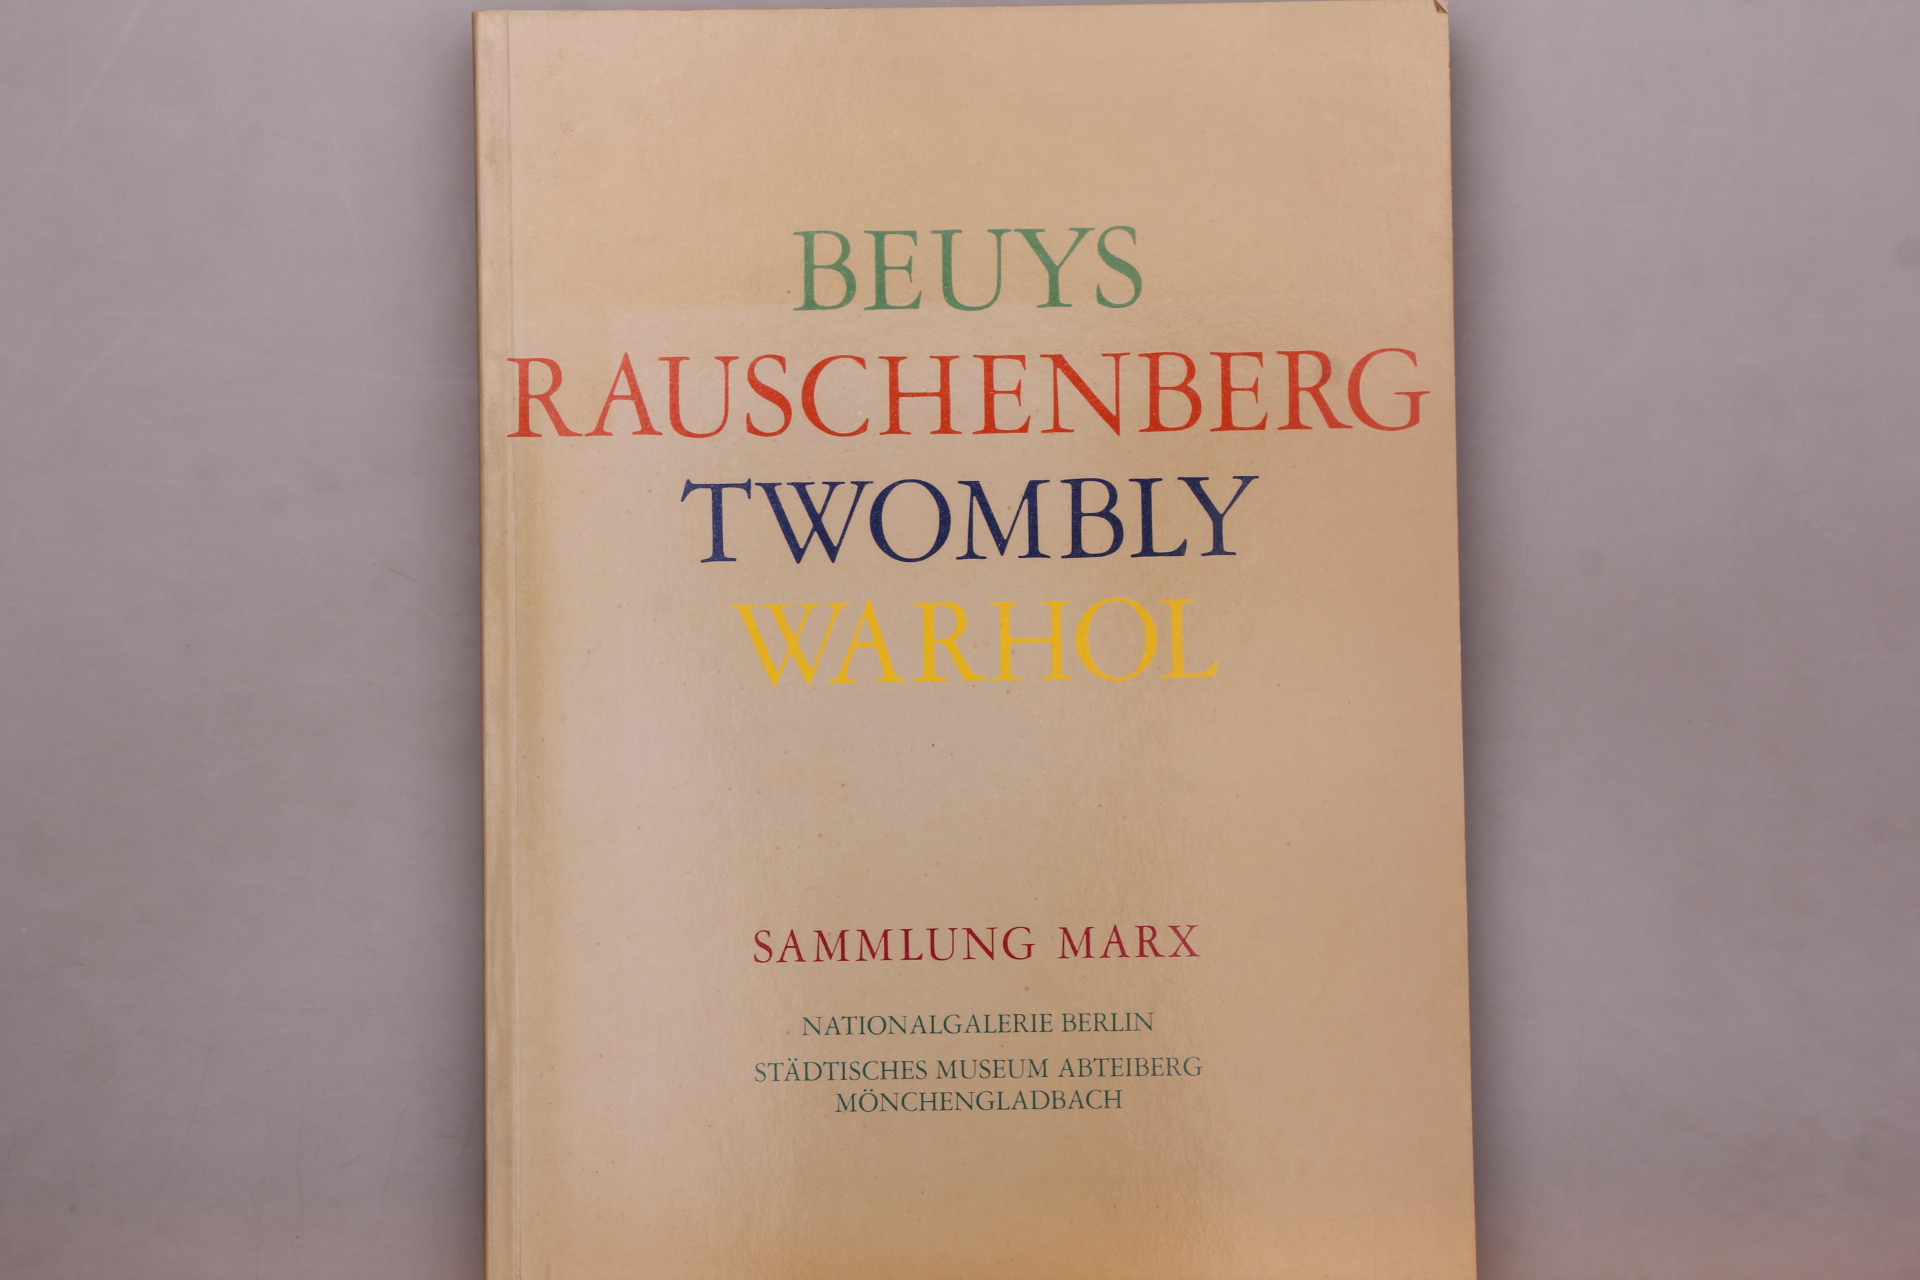 BEUYS
RAUSCHENBERG
TWOMBLY
WARHOL
SAMMLUNG MARX
NATIONALGALERIE BERLIN
STÄDTISCHES MUSEUM ABTEIBERG
MÖNCHENGLADBACH